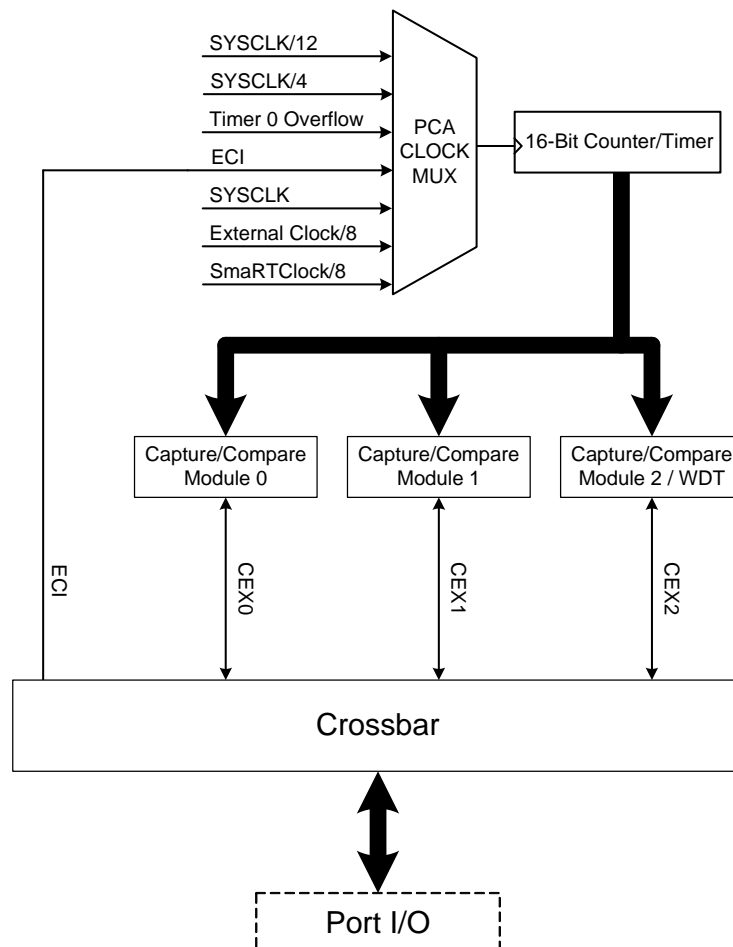 SYSCLK/12
SYSCLK/4
Timer 0 Overflow
ECI
SYSCLK
External Clock/8
SmaRTClock/8
PCA
CLOCK
MUX
16-Bit Counter/Timer
Capture/Compare
Module 0
Capture/Compare
Module 1
Capture/Compare
Module 2 / WDT
ECI
CEX0
CEX1
CEX2
Crossbar
Port I/O